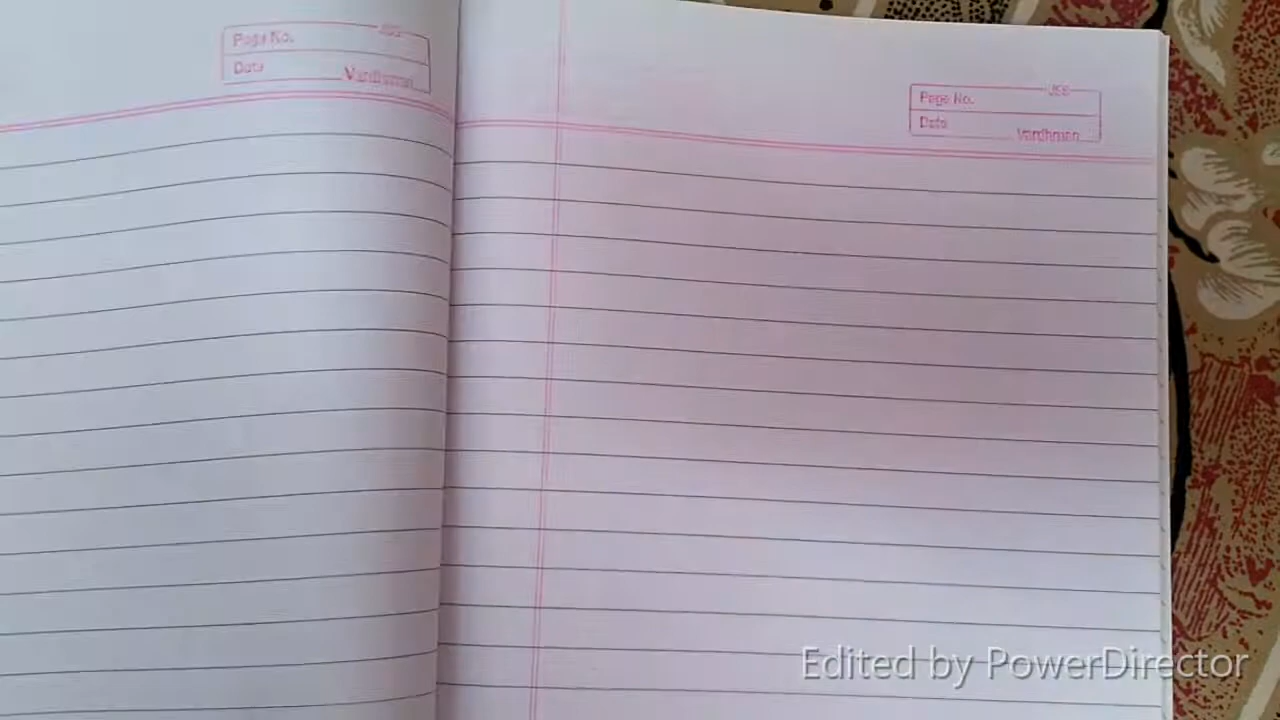 Page No.
Date
Vardhman
Page No.
Date
Vardhman
Edited by PowerDirector